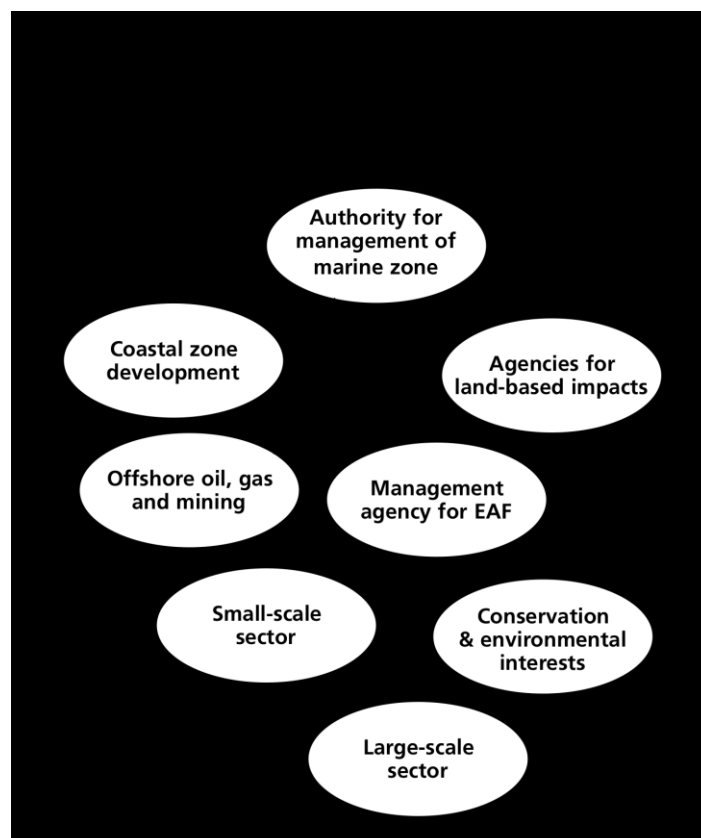 Authority for
management of
marine zone
Coastal zone
development
Agencies for
land-based impacts
Offshore oil, gas
and mining
Management
agency for EAF
Small-scale
sector
Conservation
& environmental
interests
Large-scale
sector